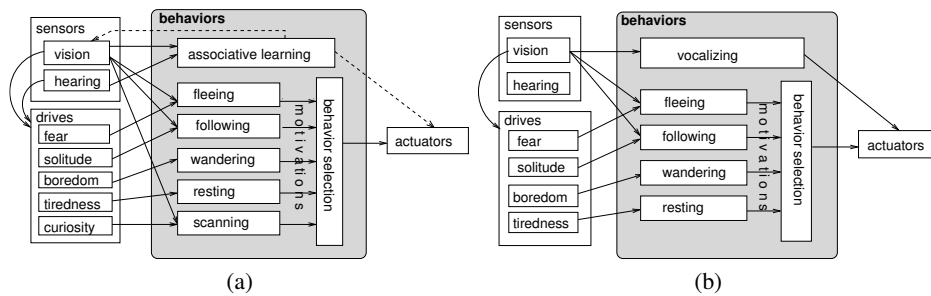 behaviors
sensors
vision
hearing
associative learning
drives
fear
solitude
boredom
tiredness
curiosity
fleeing
following
wandering
resting
scanning
motivations
behavior selection
actuators
(a)
behaviors
sensors
vision
hearing
vocalizing
drives
fear
solitude
boredom
tiredness
fleeing
following
wandering
resting
motivations
behavior selection
actuators
(b)